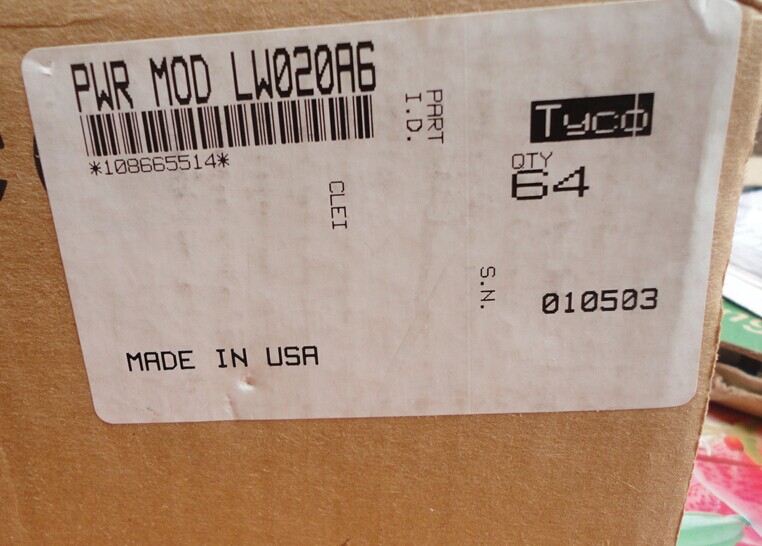 PWR MOD LW020A6
*108665514*
PART
I.D.
CLEI
Tyco
QTY
64
S.N.
010503
MADE IN USA